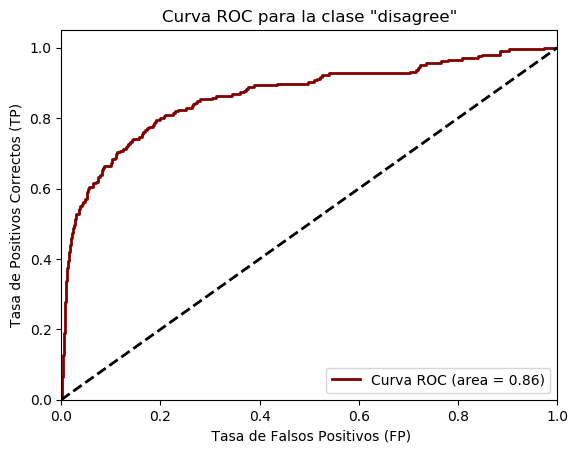 Curva ROC para la clase "disagree"
Tasa de Positivos Correctos (TP)
1.0
0.8
0.6
0.4
0.2
0.0
0.0 0.2 0.4 0.6 0.8 1.0
Curva ROC (area = 0.86)
Tasa de Falsos Positivos (FP)